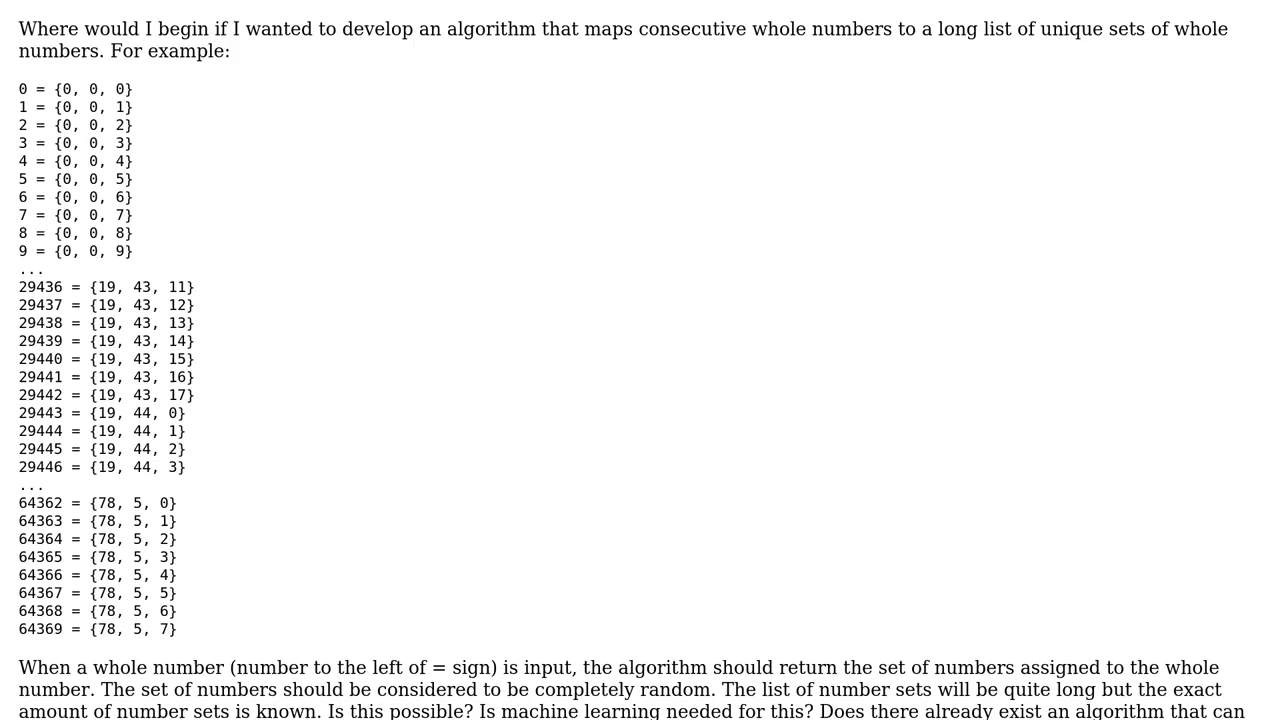 Where would I begin if I wanted to develop an algorithm that maps consecutive whole numbers to a long list of unique sets of whole
numbers. For example:
0 = {0, 0, 0}
1 = {0, 0, 1}
2 = {0, 0, 2}
3 = {0, 0, 3}
4 = {0, 0, 4}
5 = {0, 0, 5}
6 = {0, 0, 6}
7 = {0, 0, 7}
8 = {0, 0, 8}
9 = {0, 0, 9}
...
29436 = {19, 43, 11}
29437 = {19, 43, 12}
29438 = {19, 43, 13}
29439 = {19, 43, 14}
29440 = {19, 43, 15}
29441 = {19, 43, 16}
29442 = {19, 43, 17}
29443 = {19, 44, 0}
29444 = {19, 44, 1}
29445 = {19, 44, 2}
29446 = {19, 44, 3}
...
64362 = {78, 5, 0}
64363 = {78, 5, 1}
64364 = {78, 5, 2}
64365 = {78, 5, 3}
64366 = {78, 5, 4}
64367 = {78, 5, 5}
64368 = {78, 5, 6}
64369 = {78, 5, 7}
When a whole number (number to the left of = sign) is input, the algorithm should return the set of numbers assigned to the whole
number. The set of numbers should be considered to be completely random. The list of number sets will be quite long but the exact
amount of number sets is known. Is this possible? Is machine learning needed for this? Does there already exist an algorithm that can